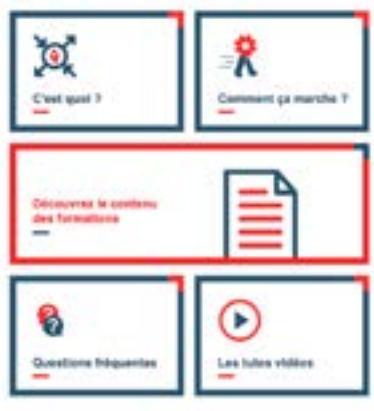 C'est quoi ?
Comment ça marche ?
Découvrez le contenu
des formations
Questions fréquentes
Les tutos vidéos